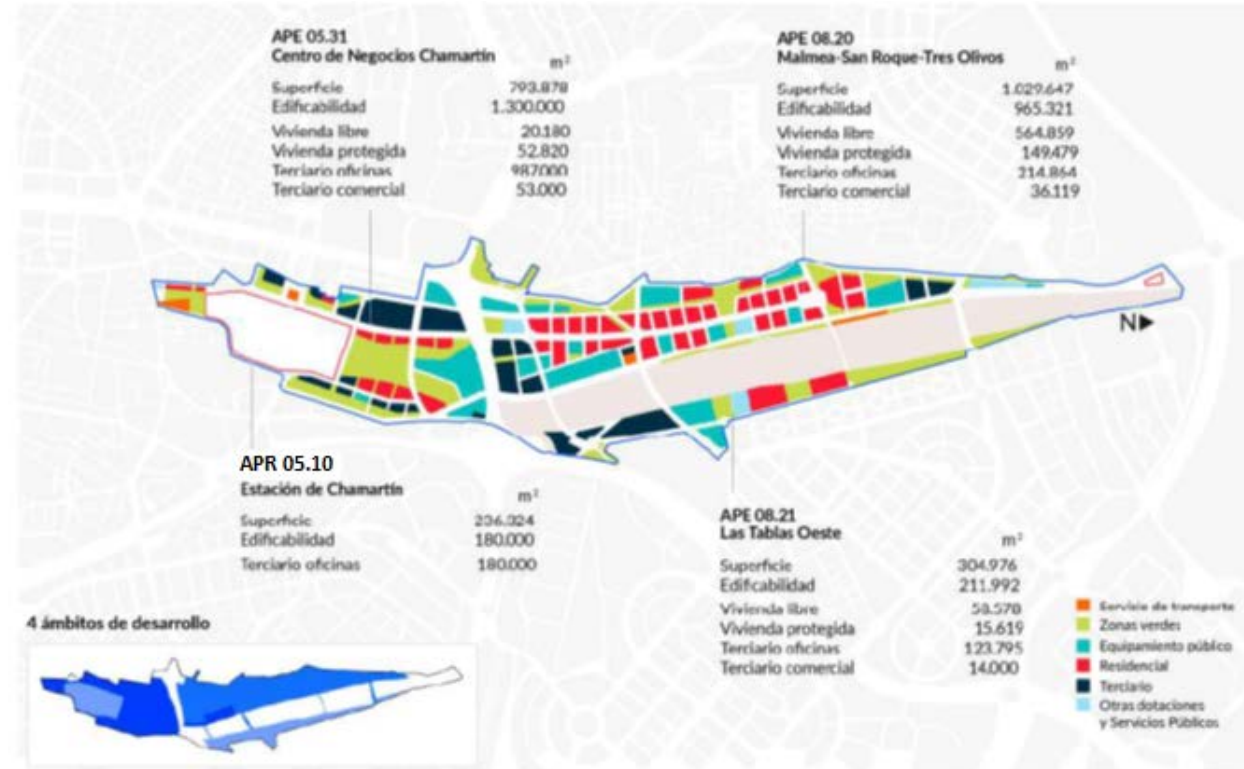 APE 05.31
Centro de Negocios Chamartín
m²
Superficie 793.878
Edificabilidad 1.300.000
Vivienda libre 20.180
Vivienda protegida 52.820
Terciario oficinas 987.000
Terciario comercial 53.000
APE 08.20
Malmea-San Roque-Tres Olivos
m²
Superficie 1.029.647
Edificabilidad 965.321
Vivienda libre 564.859
Vivienda protegida 149.479
Terciario oficinas 214.864
Terciario comercial 36.119
N
APR 05.10
Estación de Chamartín
m²
Superficie 236.324
Edificabilidad 180.000
Terciario oficinas 180.000
APE 08.21
Las Tablas Oeste
m²
Superficie 304.976
Edificabilidad 211.992
Vivienda libre 58.578
Vivienda protegida 15.619
Terciario oficinas 123.795
Terciario comercial 14.000
4 ámbitos de desarrollo
Servicio de transporte
Zonas verdes
Equipamiento público
Residencial
Terciario
Otras dotaciones
y Servicios Públicos